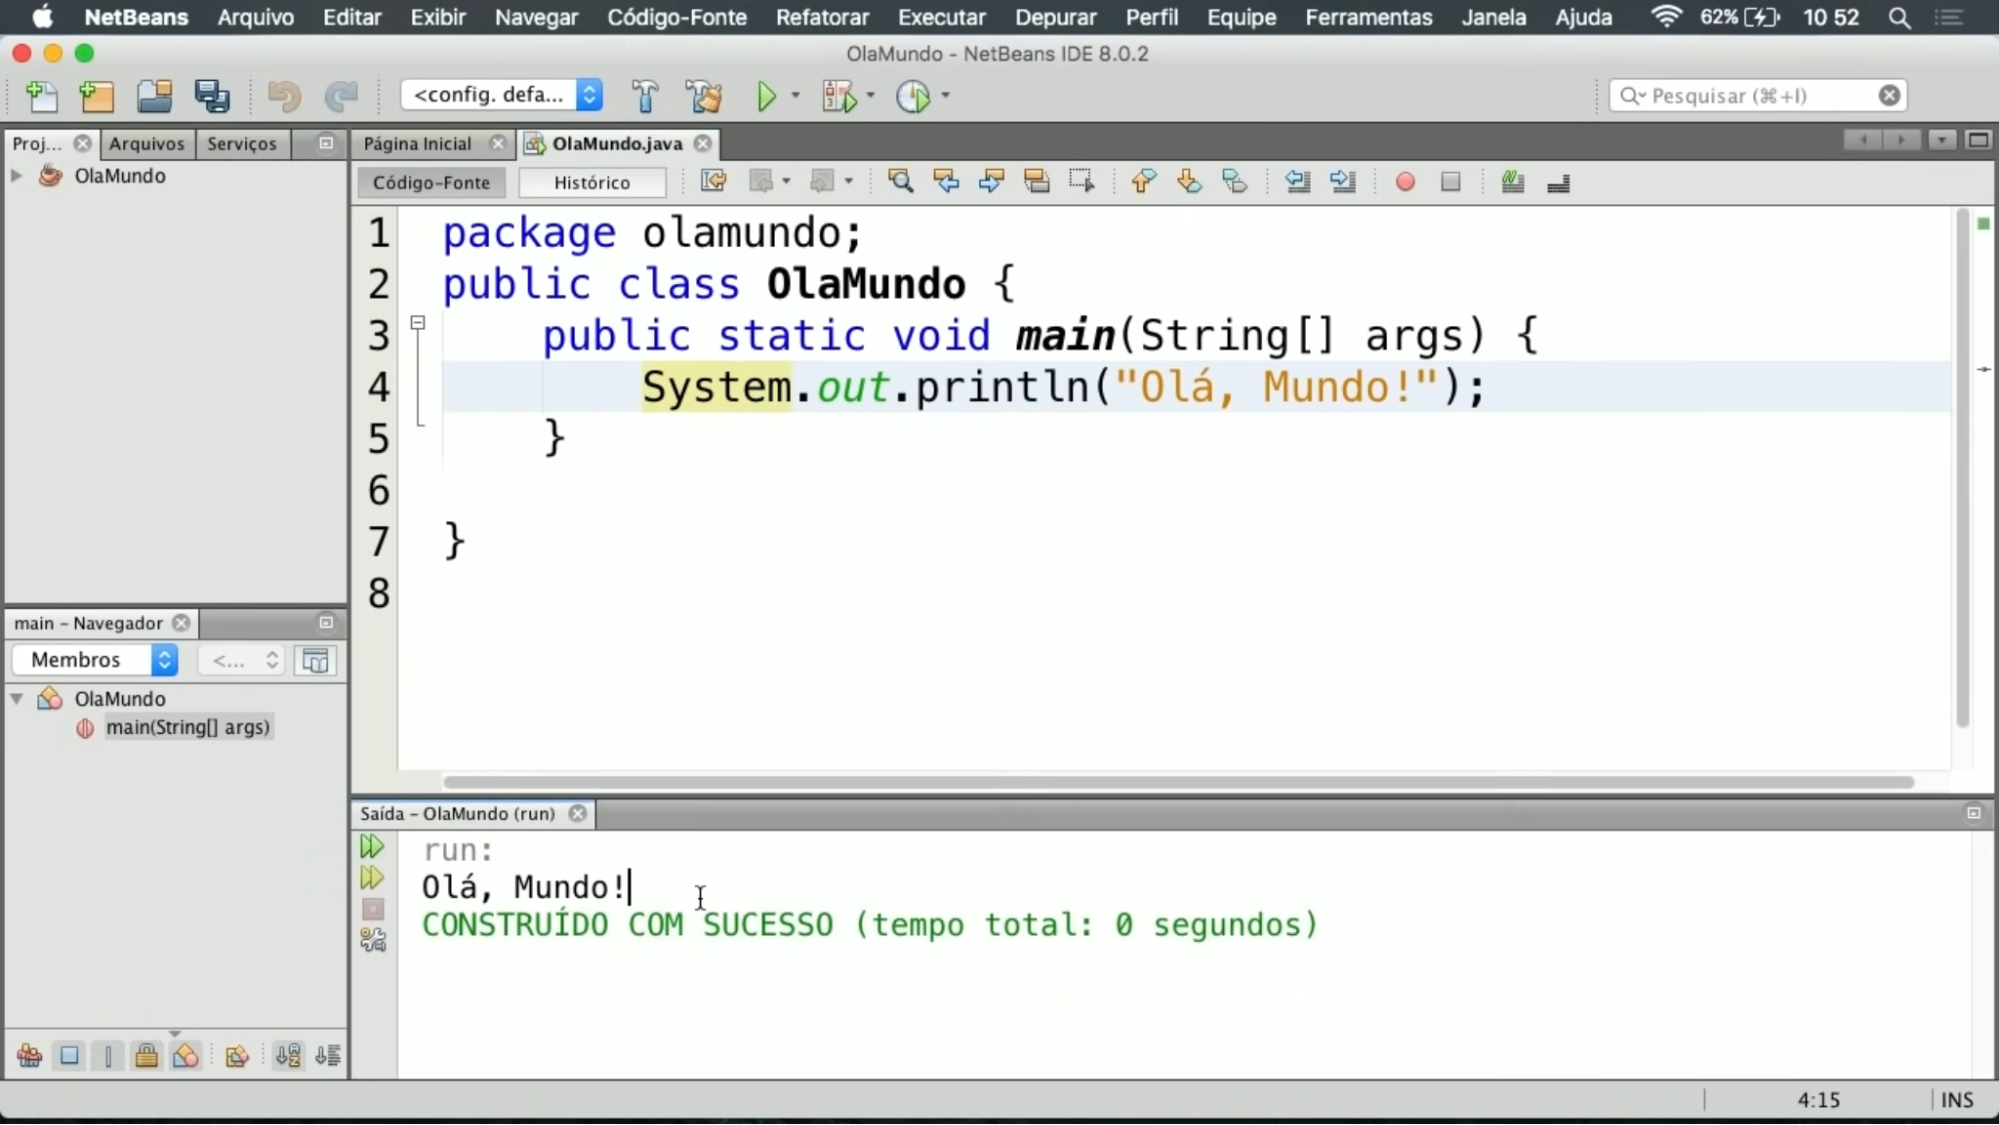 NetBeans Arquivo Editar Exibir Navegar Código-Fonte Refatorar Executar Depurar Perfil Equipe Ferramentas Janela Ajuda 62% 10 52
OlaMundo - NetBeans IDE 8.0.2
<config. defa... Pesquisar (⌘+I)
Proj... Arquivos Serviços Página Inicial OlaMundo.java
OlaMundo
Código-Fonte Histórico
1 package olamundo;
2 public class OlaMundo {
3 public static void main(String[] args) {
4 System.out.println("Olá, Mundo!");
5 }
6
7 }
8
main - Navegador
Membros <...
OlaMundo
main(String[] args)
Saída - OlaMundo (run)
run:
Olá, Mundo!
CONSTRUÍDO COM SUCESSO (tempo total: 0 segundos)
4:15 INS